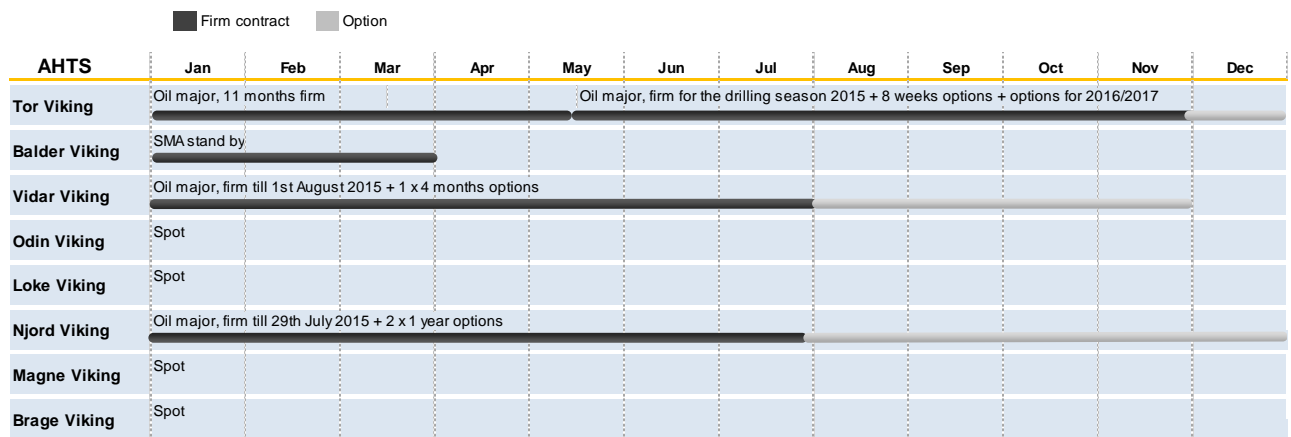 Firm contract Option
AHTS Jan Feb Mar Apr May Jun Jul Aug Sep Oct Nov Dec
Tor Viking Oil major, 11 months firm Oil major, firm for the drilling season 2015 + 8 weeks options + options for 2016/2017
Balder Viking SMA stand by
Vidar Viking Oil major, firm till 1st August 2015 + 1 x 4 months options
Odin Viking Spot
Loke Viking Spot
Njord Viking Oil major, firm till 29th July 2015 + 2 x 1 year options
Magne Viking Spot
Brage Viking Spot